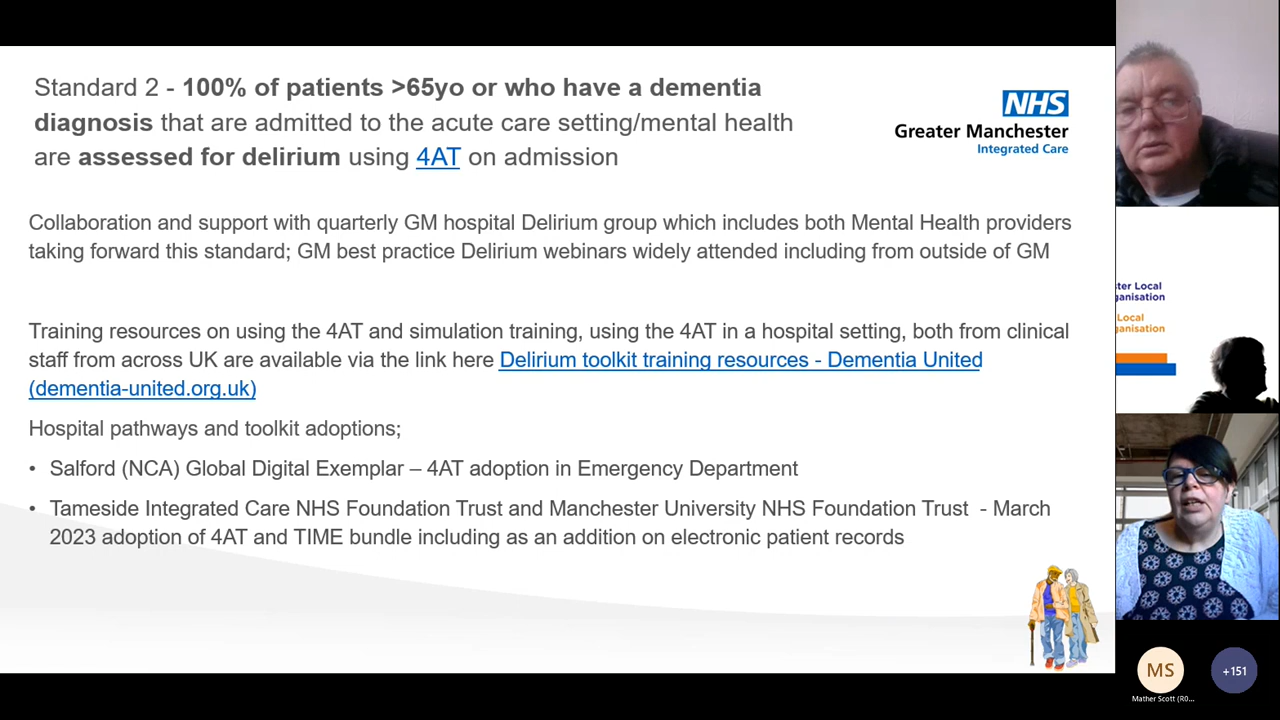 Standard 2 - 100% of patients >65yo or who have a dementia
diagnosis that are admitted to the acute care setting/mental health
are assessed for delirium using 4AT on admission
NHS
Greater Manchester
Integrated Care
Collaboration and support with quarterly GM hospital Delirium group which includes both Mental Health providers
taking forward this standard; GM best practice Delirium webinars widely attended including from outside of GM
Training resources on using the 4AT and simulation training, using the 4AT in a hospital setting, both from clinical
staff from across UK are available via the link here Delirium toolkit training resources - Dementia United
(dementia-united.org.uk)
Hospital pathways and toolkit adoptions;
• Salford (NCA) Global Digital Exemplar – 4AT adoption in Emergency Department
• Tameside Integrated Care NHS Foundation Trust and Manchester University NHS Foundation Trust  - March
2023 adoption of 4AT and TIME bundle including as an addition on electronic patient records
ter Local
ganisation
Local
ganisation
MS
+151
Mather Scott (R0...